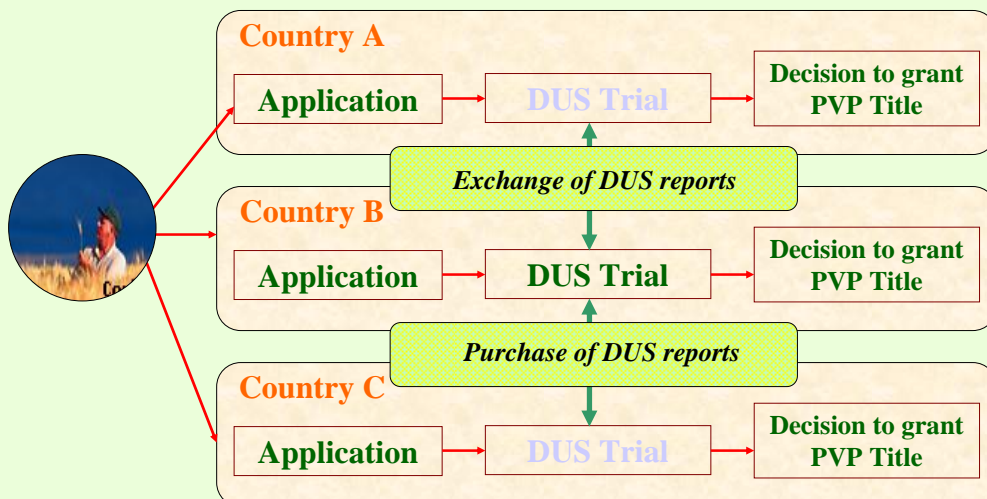 Country A
Application
DUS Trial
Decision to grant
PVP Title
Exchange of DUS reports
Country B
Application
DUS Trial
Decision to grant
PVP Title
Purchase of DUS reports
Country C
Application
DUS Trial
Decision to grant
PVP Title